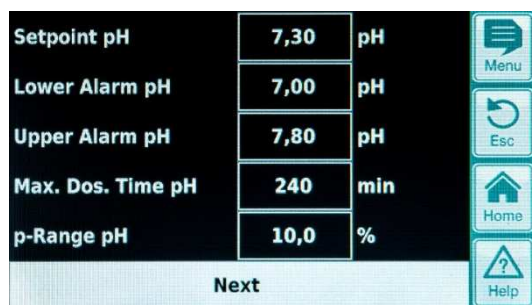 Setpoint pH 7,30 pH
Lower Alarm pH 7,00 pH
Upper Alarm pH 7,80 pH
Max. Dos. Time pH 240 min
p-Range pH 10,0 %
Next
Menu
Esc
Home
Help